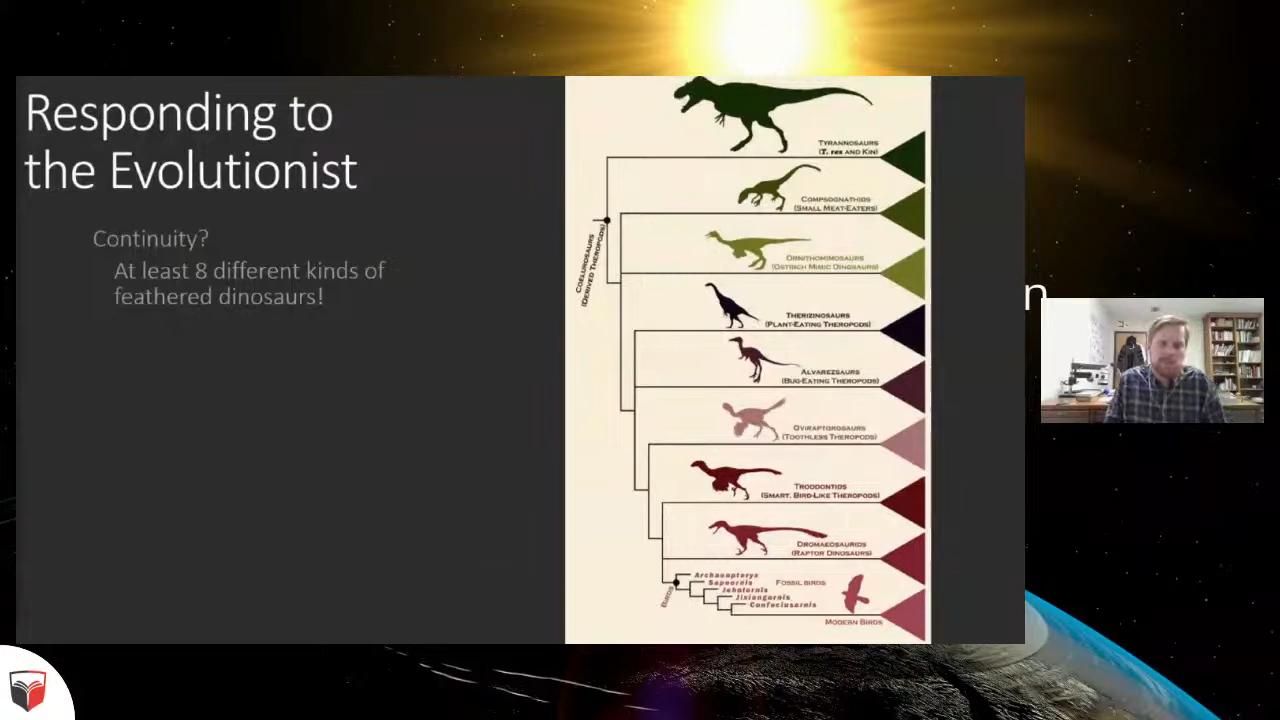 Responding to
the Evolutionist
Continuity?
At least 8 different kinds of
feathered dinosaurs!
n
TYRANNOSAURS
(T. REX AND KIN)
COMPSOGNATHIDS
(SMALL MEAT-EATERS)
COELUROSAURS
(DERIVED THEROPODS)
ORNITHOMIMOSAURS
(OSTRICH MIMIC DINOSAURS)
THERIZINOSAURS
(PLANT-EATING THEROPODS)
ALVAREZSAURS
(BUG-EATING THEROPODS)
OVIRAPTOROSAURS
(TOOTHLESS THEROPODS)
TROODONTIDS
(SMART, BIRD-LIKE THEROPODS)
DROMAEOSAURIDS
(RAPTOR DINOSAURS)
BIRDS
Archaeopteryx
Sapeornis
Jeholornis
Jixiangornis
Confuciusornis
FOSSIL BIRDS
MODERN BIRDS